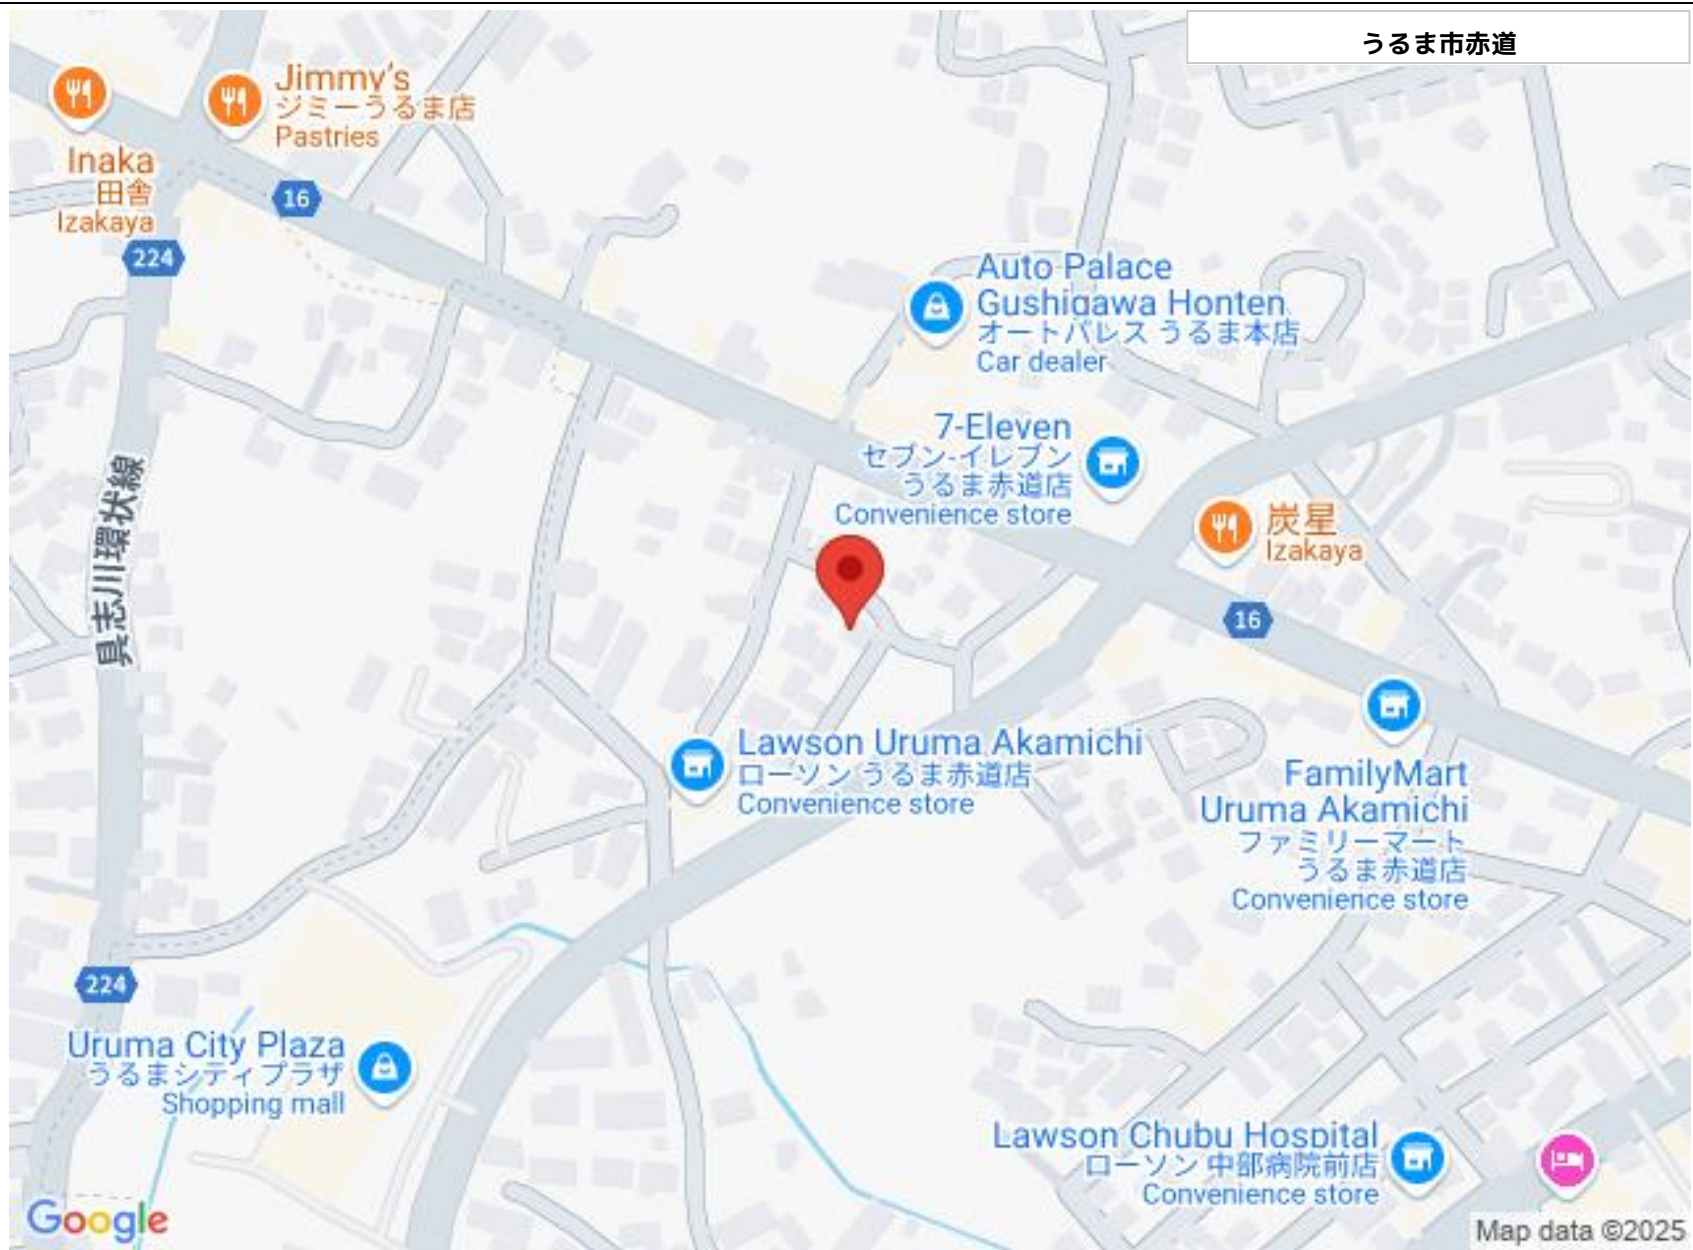 うるま市赤道
Jimmy's
ジミーうるま店
Pastries
Inaka
田舎
Izakaya
16
224
Auto Palace
Gushigawa Honten
オートパレス うるま本店
Car dealer
7-Eleven
セブン-イレブン
うるま赤道店
Convenience store
炭星
Izakaya
具志川環状線
16
Lawson Uruma Akamichi
ローソン うるま赤道店
Convenience store
FamilyMart
Uruma Akamichi
ファミリーマート
うるま赤道店
Convenience store
224
Uruma City Plaza
うるまシティプラザ
Shopping mall
Lawson Chubu Hospital
ローソン 中部病院前店
Convenience store
Google
Map data ©2025